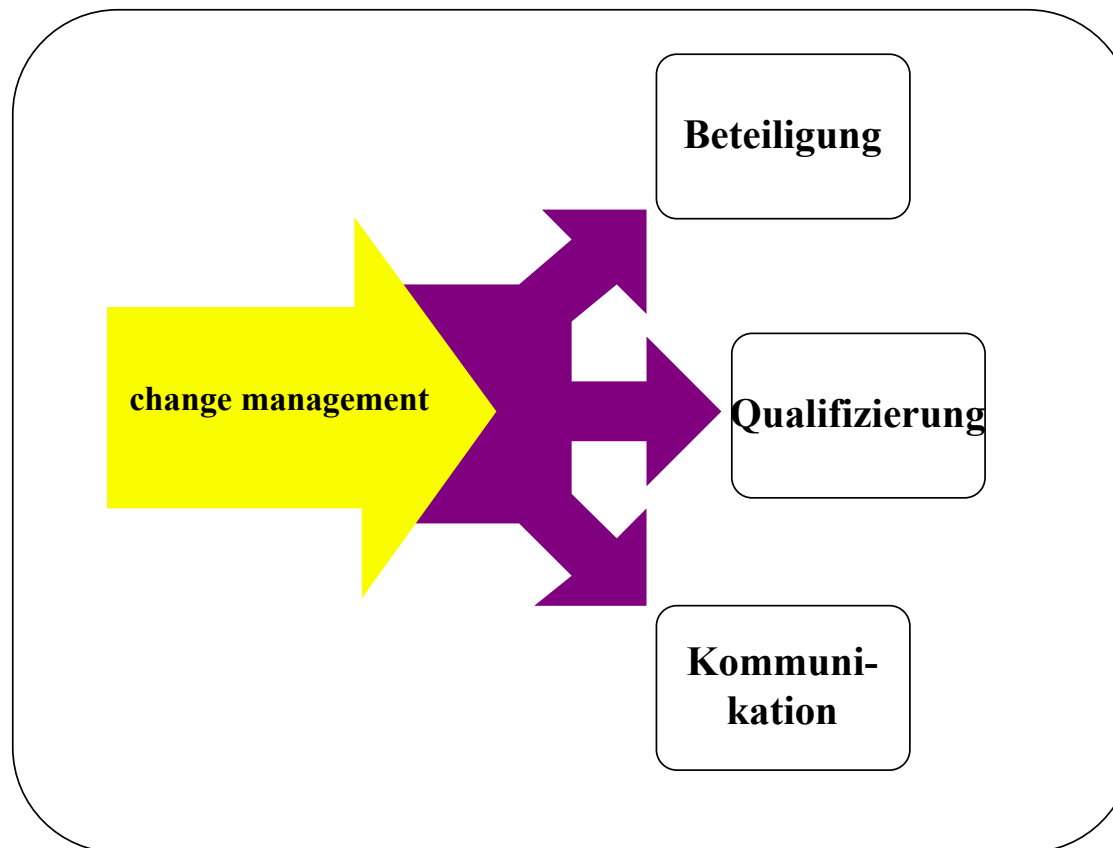 Beteiligung
change management
Qualifizierung
Kommuni-
kation